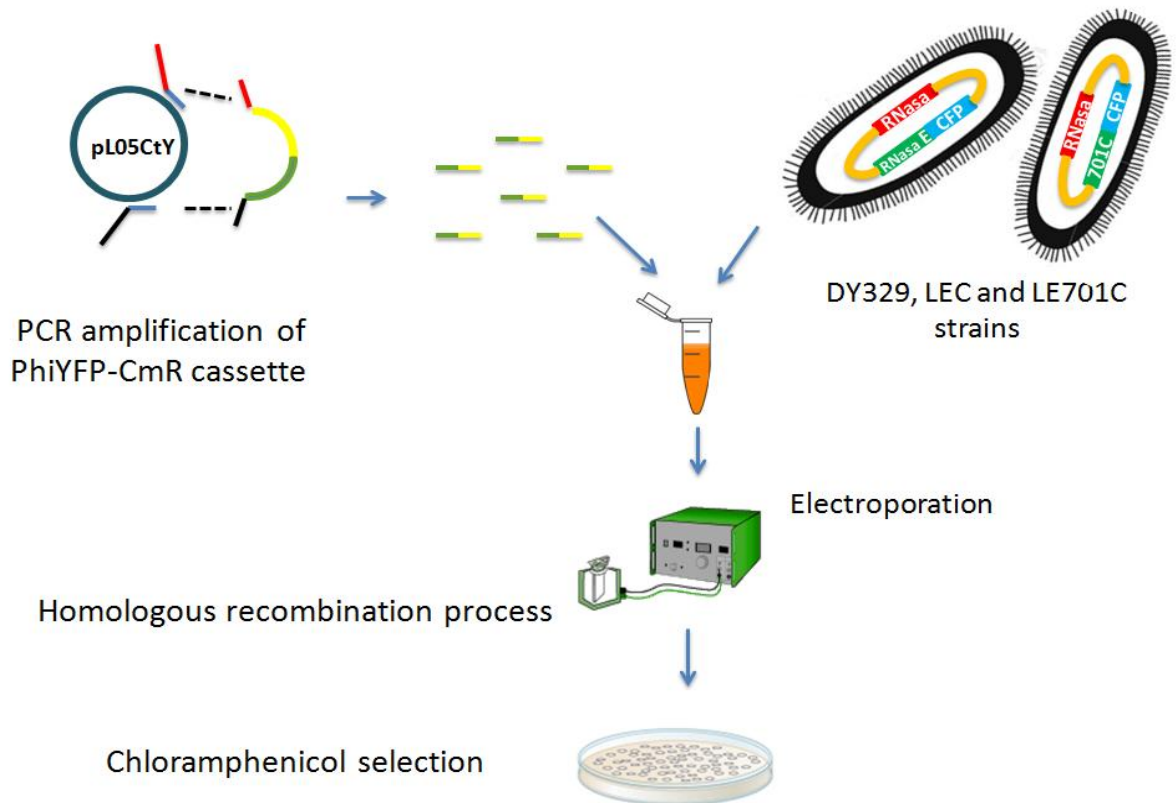 pL05CtY
RNasa
RNasa E
CFP
RNasa
701C
CFP
PCR amplification of
PhiYFP-CmR cassette
DY329, LEC and LE701C
strains
Electroporation
Homologous recombination process
Chloramphenicol selection